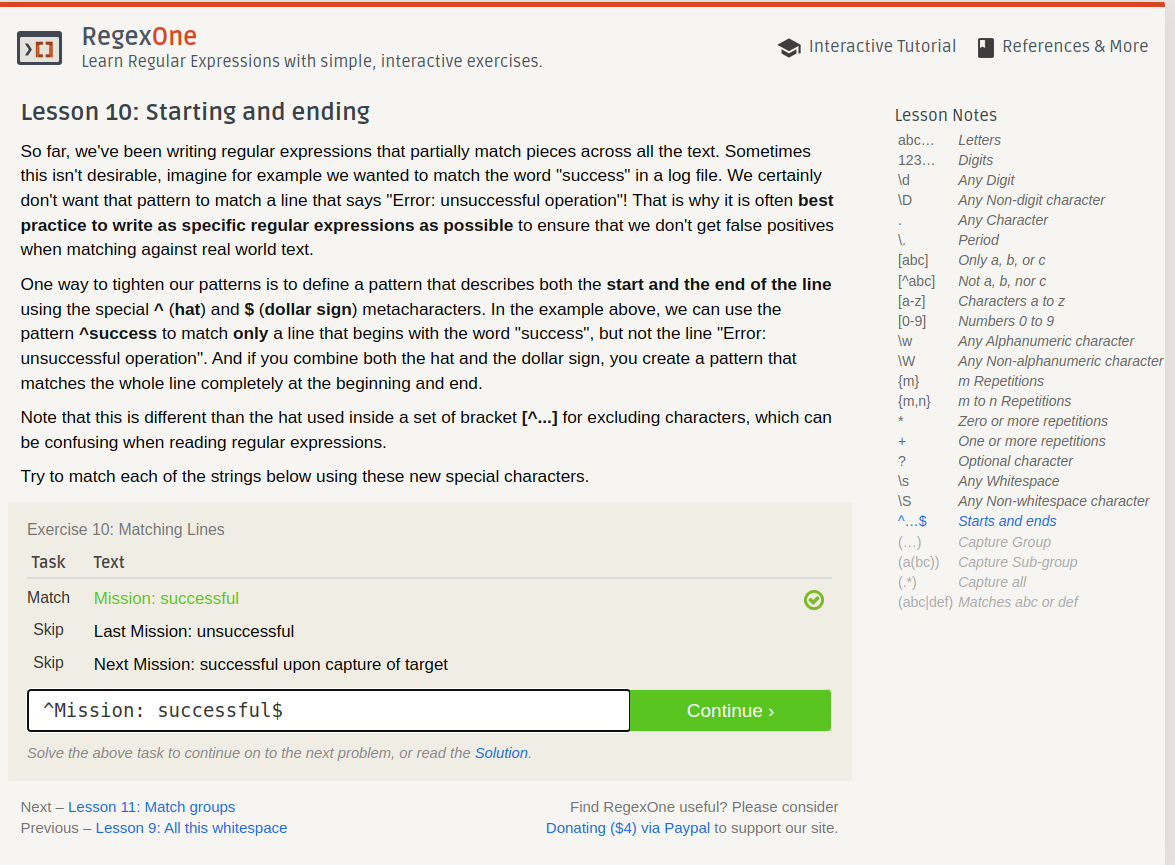 RegexOne
Learn Regular Expressions with simple, interactive exercises.
Interactive Tutorial
References & More
Lesson 10: Starting and ending
So far, we've been writing regular expressions that partially match pieces across all the text. Sometimes
this isn't desirable, imagine for example we wanted to match the word "success" in a log file. We certainly
don't want that pattern to match a line that says "Error: unsuccessful operation"! That is why it is often best
practice to write as specific regular expressions as possible to ensure that we don't get false positives
when matching against real world text.
One way to tighten our patterns is to define a pattern that describes both the start and the end of the line
using the special ^ (hat) and $ (dollar sign) metacharacters. In the example above, we can use the
pattern ^success to match only a line that begins with the word "success", but not the line "Error:
unsuccessful operation". And if you combine both the hat and the dollar sign, you create a pattern that
matches the whole line completely at the beginning and end.
Note that this is different than the hat used inside a set of bracket [^...] for excluding characters, which can
be confusing when reading regular expressions.
Try to match each of the strings below using these new special characters.
Exercise 10: Matching Lines
Task Text
Match Mission: successful
Skip Last Mission: unsuccessful
Skip Next Mission: successful upon capture of target
^Mission: successful$
Continue ›
Solve the above task to continue on to the next problem, or read the Solution.
Next – Lesson 11: Match groups
Previous – Lesson 9: All this whitespace
Find RegexOne useful? Please consider
Donating ($4) via Paypal to support our site.
Lesson Notes
abc… Letters
123… Digits
\d Any Digit
\D Any Non-digit character
. Any Character
\. Period
[abc] Only a, b, or c
[^abc] Not a, b, nor c
[a-z] Characters a to z
[0-9] Numbers 0 to 9
\w Any Alphanumeric character
\W Any Non-alphanumeric character
{m} m Repetitions
{m,n} m to n Repetitions
* Zero or more repetitions
+ One or more repetitions
? Optional character
\s Any Whitespace
\S Any Non-whitespace character
^…$ Starts and ends
(…) Capture Group
(a(bc)) Capture Sub-group
(.*) Capture all
(abc|def) Matches abc or def